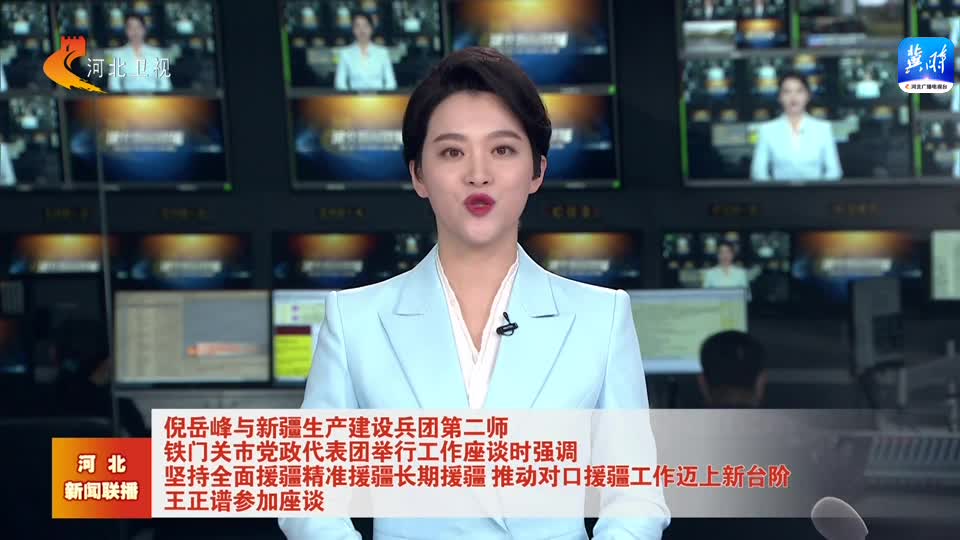 河北卫视
冀时
河北广播电视台
倪岳峰与新疆生产建设兵团第二师
铁门关市党政代表团举行工作座谈时强调
坚持全面援疆精准援疆长期援疆 推动对口援疆工作迈上新台阶
王正谱参加座谈
河北
新闻联播